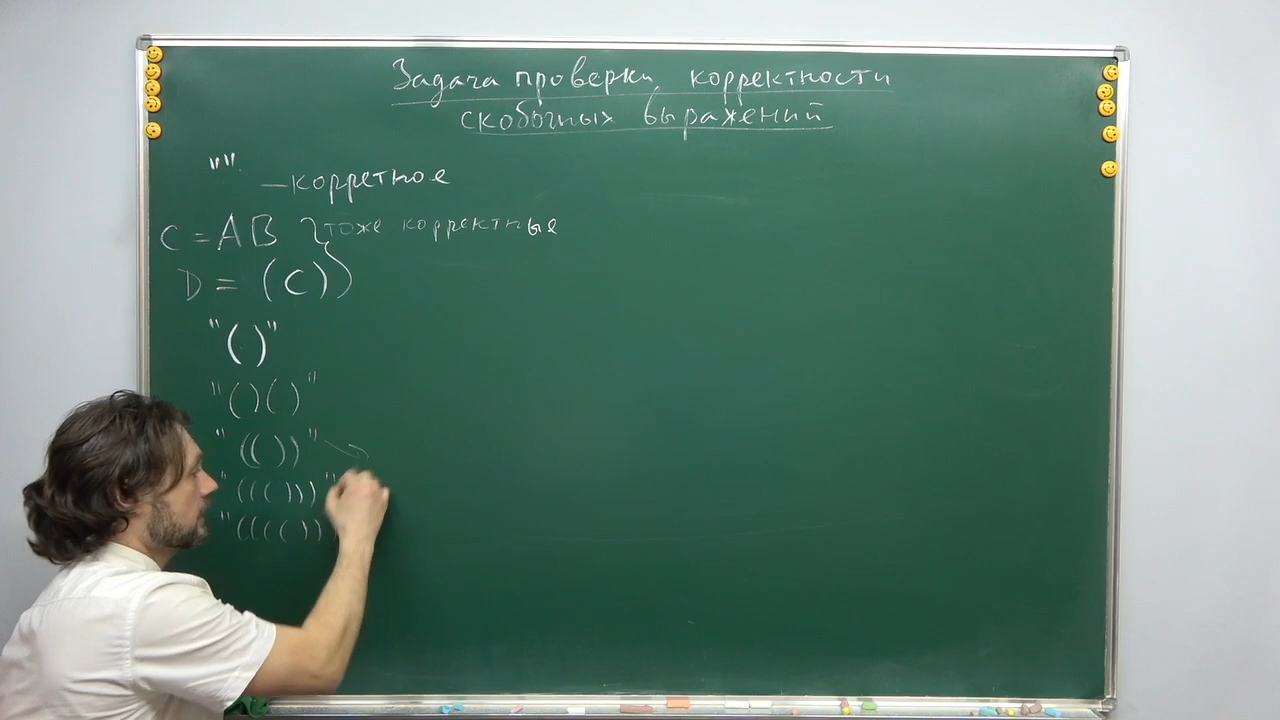 Задача проверки корректности
скобочных выражений
"" — корретное
C = AB } тоже корректные
D = (C)
"()"
"()()"
"(())"
"((()))"
"(((())